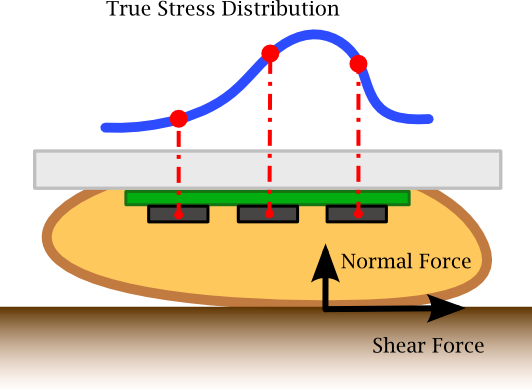 True Stress Distribution
Normal Force
Shear Force